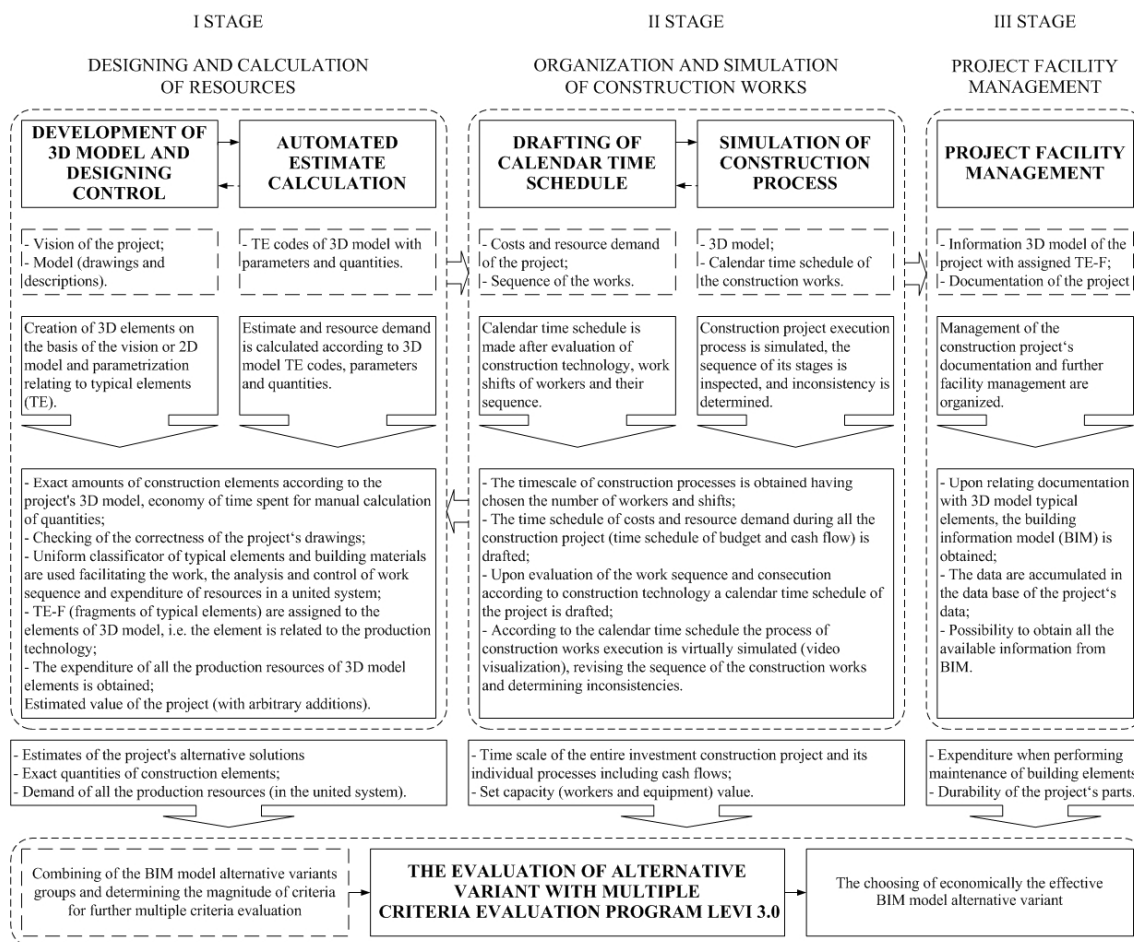 I STAGE
DESIGNING AND CALCULATION
OF RESOURCES
II STAGE
ORGANIZATION AND SIMULATION
OF CONSTRUCTION WORKS
III STAGE
PROJECT FACILITY
MANAGEMENT
DEVELOPMENT OF
3D MODEL AND
DESIGNING
CONTROL
AUTOMATED
ESTIMATE
CALCULATION
DRAFTING OF
CALENDAR TIME
SCHEDULE
SIMULATION OF
CONSTRUCTION
PROCESS
PROJECT FACILITY
MANAGEMENT
- Vision of the project;
- Model (drawings and
descriptions).
- TE codes of 3D model with
parameters and quantities.
- Costs and resource demand
of the project;
- Sequence of the works.
- 3D model;
- Calendar time schedule of
the construction works.
- Information 3D model of the
project with assigned TE-F;
- Documentation of the project
Creation of 3D elements on
the basis of the vision or 2D
model and parametrization
relating to typical elements
(TE).
Estimate and resource demand
is calculated according to 3D
model TE codes, parameters
and quantities.
Calendar time schedule is
made after evaluation of
construction technology, work
shifts of workers and their
sequence.
Construction project execution
process is simulated, the
sequence of its stages is
inspected, and inconsistency is
determined.
Management of the
construction project‘s
documentation and further
facility management are
organized.
- Exact amounts of construction elements according to the
project's 3D model, economy of time spent for manual calculation
of quantities;
- Checking of the correctness of the project‘s drawings;
- Uniform classificator of typical elements and building materials
are used facilitating the work, the analysis and control of work
sequence and expenditure of resources in a united system;
- TE-F (fragments of typical elements) are assigned to the
elements of 3D model, i.e. the element is related to the production
technology;
- The expenditure of all the production resources of 3D model
elements is obtained;
Estimated value of the project (with arbitrary additions).
- The timescale of construction processes is obtained having
chosen the number of workers and shifts;
- The time schedule of costs and resource demand during all the
construction project (time schedule of budget and cash flow) is
drafted;
- Upon evaluation of the work sequence and consecution
according to construction technology a calendar time schedule of
the project is drafted;
- According to the calendar time schedule the process of
construction works execution is virtually simulated (video
visualization), revising the sequence of the construction works
and determining inconsistencies.
- Upon relating documentation
with 3D model typical
elements, the building
information model (BIM) is
obtained;
- The data are accumulated in
the data base of the project's
data;
- Possibility to obtain all the
available information from
BIM.
- Estimates of the project's alternative solutions
- Exact quantities of construction elements;
- Demand of all the production resources (in the united system).
- Time scale of the entire investment construction project and its
individual processes including cash flows;
- Set capacity (workers and equipment) value.
- Expenditure when performing
maintenance of building elements
- Durability of the project‘s parts.
Combining of the BIM model alternative variants
groups and determining the magnitude of criteria
for further multiple criteria evaluation
THE EVALUATION OF ALTERNATIVE
VARIANT WITH MULTIPLE
CRITERIA EVALUATION PROGRAM LEVI 3.0
The choosing of economically the effective
BIM model alternative variant